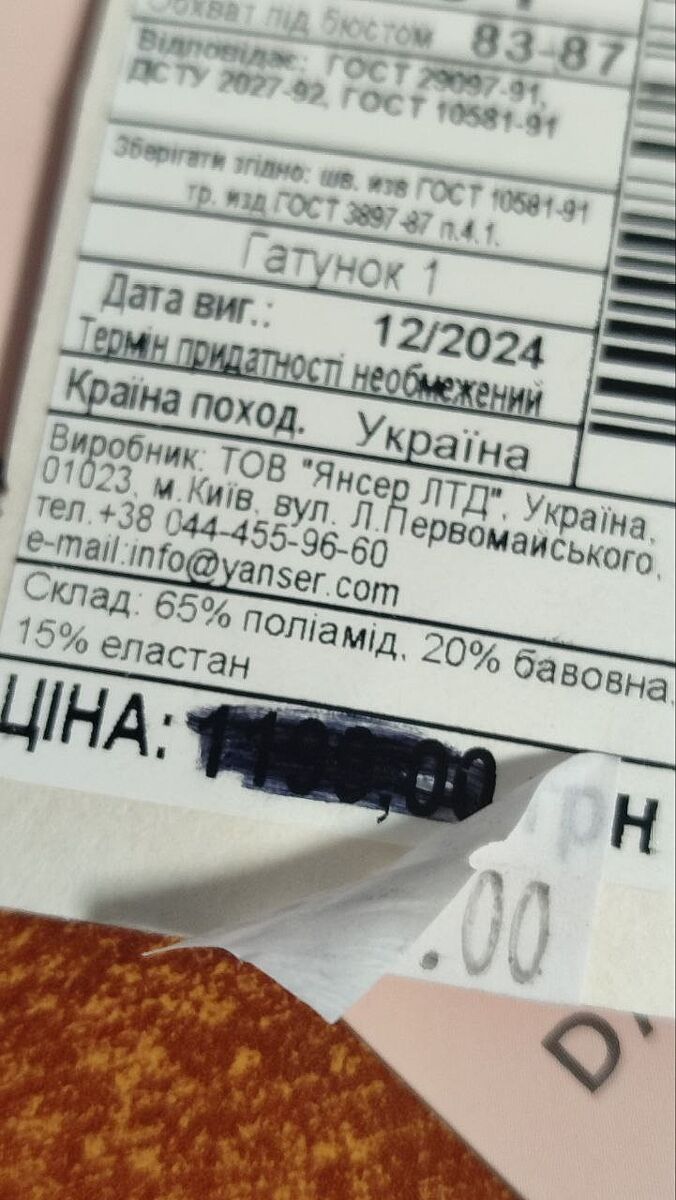 Обхват під бюстом 83-87
Відповідає: ГОСТ 29097-91,
ДСТУ 2027-92, ГОСТ 10581-91
Зберігати згідно: шв. изв ГОСТ 10581-91
тр. изд ГОСТ 3897-87 п.4.1.
Гатунок 1
Дата виг.: 12/2024
Термін придатності необмежений
Країна поход. Україна
Виробник: ТОВ "Янсер ЛТД", Україна,
01023, м.Київ, вул. Л.Первомайського,
тел.+38 044-455-96-60
e-mail:info@yanser.com
Склад: 65% поліамід, 20% бавовна,
15% еластан
ЦІНА: грн
.00